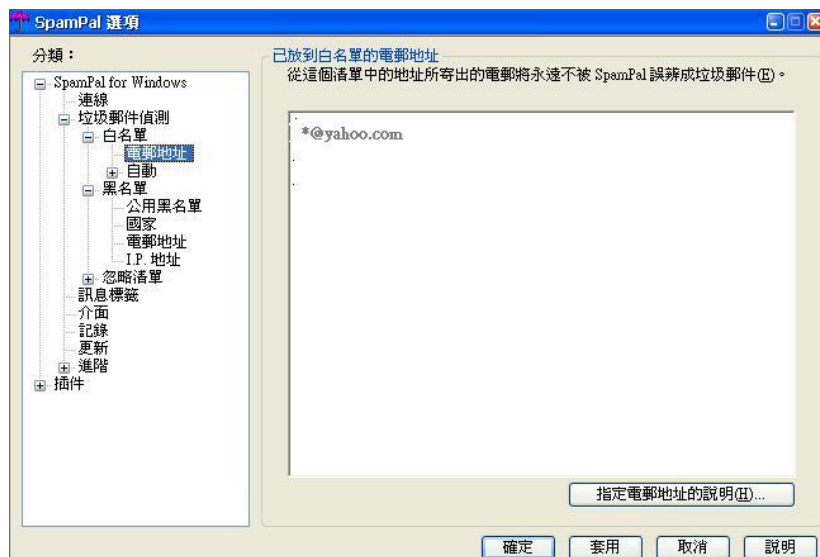 SpamPal 選項
分類：
SpamPal for Windows
連線
垃圾郵件偵測
白名單
電郵地址
自動
黑名單
公用黑名單
國家
電郵地址
I.P. 地址
忽略清單
訊息標籤
介面
記錄
更新
進階
插件
已放到白名單的電郵地址
從這個清單中的地址所寄出的電郵將永遠不被 SpamPal 誤辨成垃圾郵件(E)。
*@yahoo.com
指定電郵地址的說明(H)...
確定
套用
取消
說明